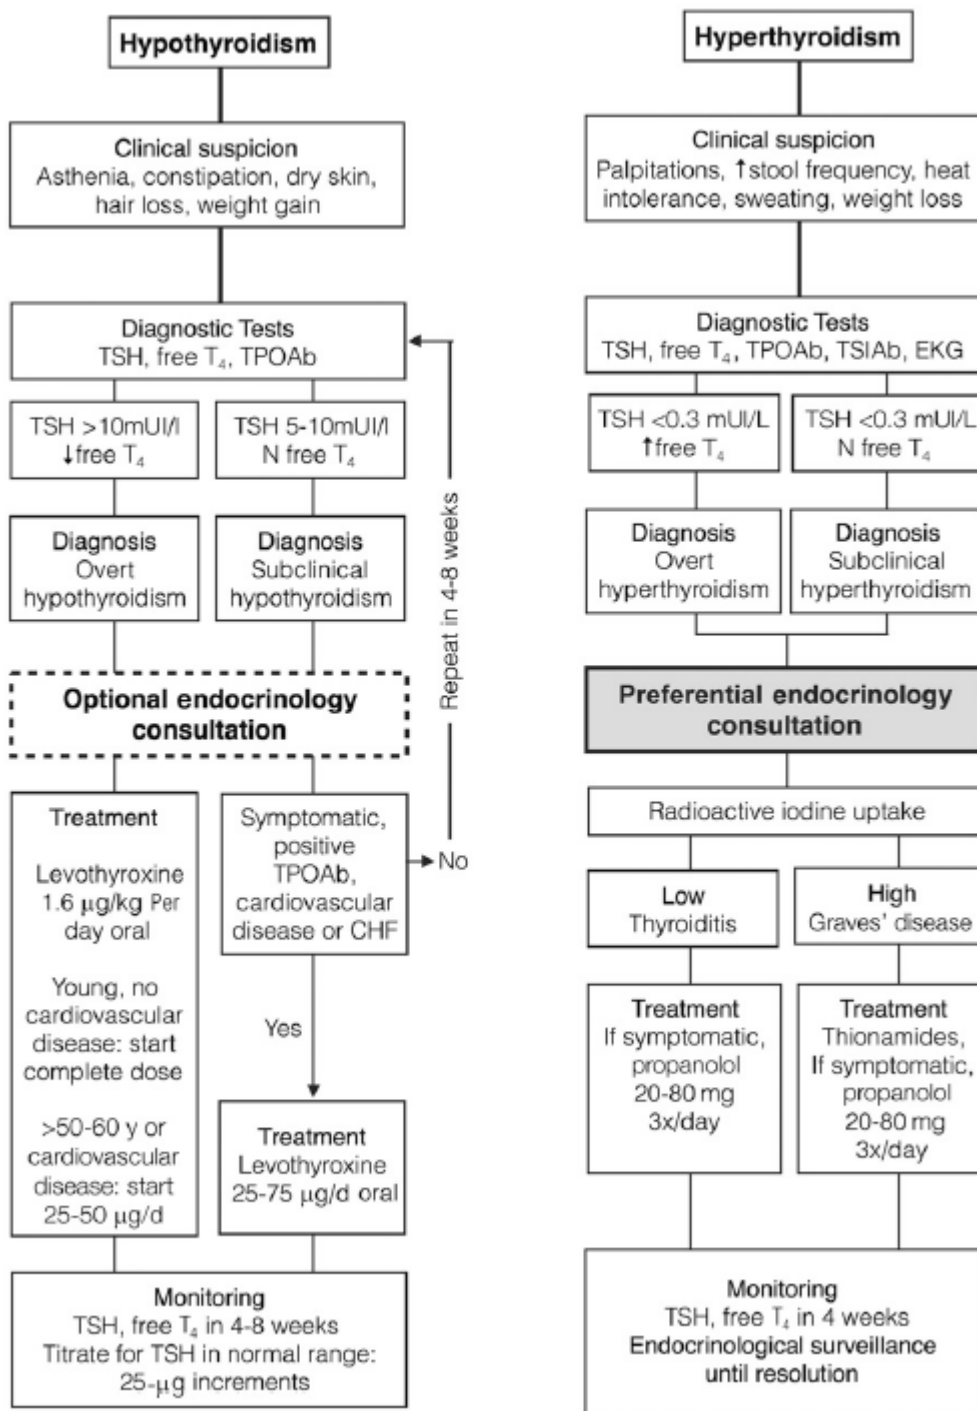 Hypothyroidism
Clinical suspicion
Asthenia, constipation, dry skin,
hair loss, weight gain
Diagnostic Tests
TSH, free T₄, TPOAb
TSH >10mUI/l
↓free T₄
TSH 5-10mUI/l
N free T₄
Diagnosis
Overt
hypothyroidism
Diagnosis
Subclinical
hypothyroidism
Repeat in 4-8 weeks
Optional endocrinology
consultation
Treatment
Levothyroxine
1.6 µg/kg Per
day oral
Young, no
cardiovascular
disease: start
complete dose
>50-60 y or
cardiovascular
disease: start
25-50 µg/d
Symptomatic,
positive
TPOAb,
cardiovascular
disease or CHF
No
Yes
Treatment
Levothyroxine
25-75 µg/d oral
Monitoring
TSH, free T₄ in 4-8 weeks
Titrate for TSH in normal range:
25-µg increments
Hyperthyroidism
Clinical suspicion
Palpitations, ↑stool frequency, heat
intolerance, sweating, weight loss
Diagnostic Tests
TSH, free T₄, TPOAb, TSIAb, EKG
TSH <0.3 mUI/L
↑free T₄
TSH <0.3 mUI/L
N free T₄
Diagnosis
Overt
hyperthyroidism
Diagnosis
Subclinical
hyperthyroidism
Preferential endocrinology
consultation
Radioactive iodine uptake
Low
Thyroiditis
High
Graves' disease
Treatment
If symptomatic,
propanolol
20-80 mg
3x/day
Treatment
Thionamides,
If symptomatic,
propanolol
20-80 mg
3x/day
Monitoring
TSH, free T₄ in 4 weeks
Endocrinological surveillance
until resolution